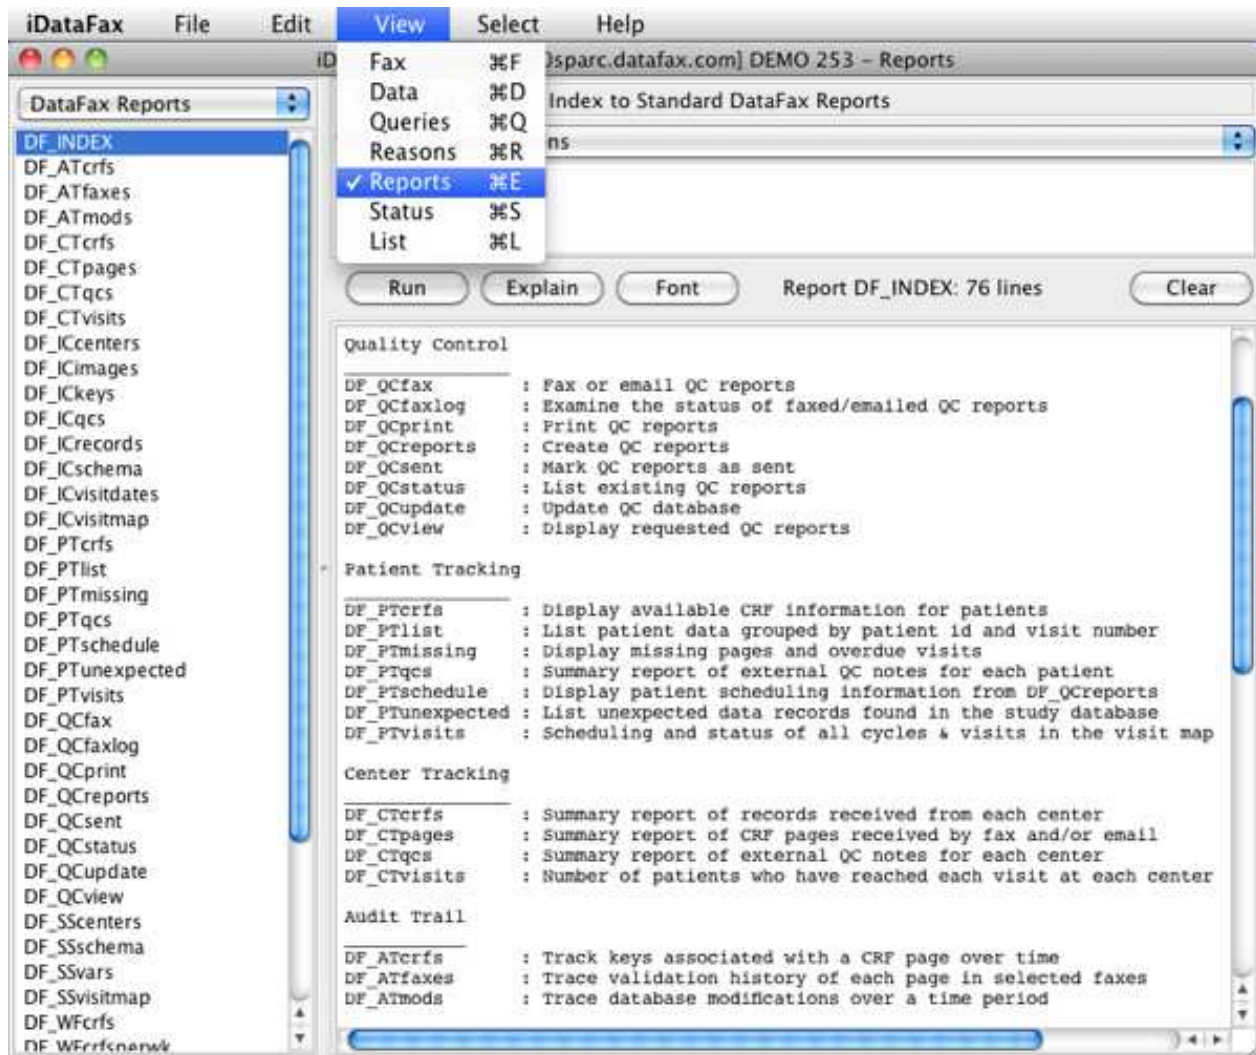 iDataFax File Edit View Select Help
sparc.datafax.com] DEMO 253 – Reports
Fax ⌘F
Data ⌘D
Queries ⌘Q
Reasons ⌘R
✓ Reports ⌘E
Status ⌘S
List ⌘L
DataFax Reports
Index to Standard DataFax Reports
DF_INDEX
DF_ATcrfs
DF_ATfaxes
DF_ATmods
DF_CTcrfs
DF_CTpages
DF_CTqcs
DF_CTvisits
DF_ICcenters
DF_ICimages
DF_ICkeys
DF_ICqcs
DF_ICrecords
DF_ICschema
DF_ICvisitdates
DF_ICvisitmap
DF_PTcrfs
DF_PTlist
DF_PTmissing
DF_PTqcs
DF_PTschedule
DF_PTunexpected
DF_PTvisits
DF_QCfax
DF_QCfaxlog
DF_QCprint
DF_QCreports
DF_QCsent
DF_QCstatus
DF_QCupdate
DF_QCview
DF_SScenters
DF_SSschema
DF_SSvars
DF_SSvisitmap
DF_WFcrfs
DF_WFcrfsperwk
Run Explain Font Report DF_INDEX: 76 lines Clear
Quality Control
DF_QCfax : Fax or email QC reports
DF_QCfaxlog : Examine the status of faxed/emailed QC reports
DF_QCprint : Print QC reports
DF_QCreports : Create QC reports
DF_QCsent : Mark QC reports as sent
DF_QCstatus : List existing QC reports
DF_QCupdate : Update QC database
DF_QCview : Display requested QC reports
Patient Tracking
DF_PTcrfs : Display available CRF information for patients
DF_PTlist : List patient data grouped by patient id and visit number
DF_PTmissing : Display missing pages and overdue visits
DF_PTqcs : Summary report of external QC notes for each patient
DF_PTschedule : Display patient scheduling information from DF_QCreports
DF_PTunexpected : List unexpected data records found in the study database
DF_PTvisits : Scheduling and status of all cycles & visits in the visit map
Center Tracking
DF_CTcrfs : Summary report of records received from each center
DF_CTpages : Summary report of CRF pages received by fax and/or email
DF_CTqcs : Summary report of external QC notes for each center
DF_CTvisits : Number of patients who have reached each visit at each center
Audit Trail
DF_ATcrfs : Track keys associated with a CRF page over time
DF_ATfaxes : Trace validation history of each page in selected faxes
DF_ATmods : Trace database modifications over a time period